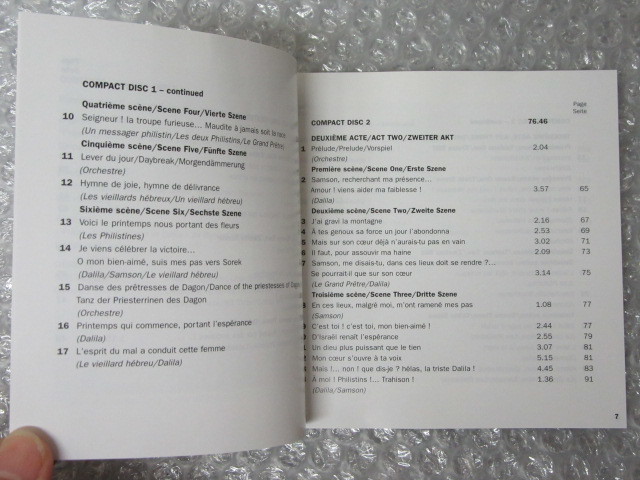 COMPACT DISC 1 – continued
Quatrième scène/Scene Four/Vierte Szene
10 Seigneur ! la troupe furieuse... Maudite à jamais soit la race
(Un messager philistin/Les deux Philistins/Le Grand Prêtre)
Cinquième scène/Scene Five/Fünfte Szene
11 Lever du jour/Daybreak/Morgendämmerung
(Orchestre)
12 Hymne de joie, hymne de délivrance
(Les vieillards hébreux/Un vieillard hébreu)
Sixième scène/Scene Six/Sechste Szene
13 Voici le printemps nous portant des fleurs
(Les Philistines)
14 Je viens célébrer la victoire...
O mon bien-aimé, suis mes pas vers Sorek
(Dalila/Samson/Le vieillard hébreu)
15 Danse des prêtresses de Dagon/Dance of the priestesses of Dagon
Tanz der Priesterrinen des Dagon
(Orchestre)
16 Printemps qui commence, portant l'espérance
(Dalila)
17 L'esprit du mal a conduit cette femme
(Le vieillard hébreu/Dalila)
Page
Seite
COMPACT DISC 2 76.46
DEUXIÈME ACTE/ACT TWO/ZWEITER AKT
1 Prélude/Prelude/Vorspiel 2.04
(Orchestre)
Première scène/Scene One/Erste Szene
2 Samson, recherchant ma présence...
Amour ! viens aider ma faiblesse ! 3.57 65
(Dalila)
Deuxième scène/Scene Two/Zweite Szene
3 J'ai gravi la montagne 2.16 67
4 À tes genoux sa force un jour l'abondonna 2.53 69
5 Mais sur son cœur déjà n'aurais-tu pas en vain 3.02 71
6 Il faut, pour assouvir ma haine 2.09 73
7 Samson, me disais-tu, dans ces lieux doit se rendre ?...
Se pourrait-il que sur son cœur 3.14 75
(Le Grand Prêtre/Dalila)
Troisième scène/Scene Three/Dritte Szene
8 En ces lieux, malgré moi, m'ont ramené mes pas 1.08 77
(Samson)
9 C'est toi ! c'est toi, mon bien-aimé ! 2.44 77
0 D'Israël renaît l'espérance 2.55 79
1 Un dieu plus puissant que le tien 3.07 81
2 Mon cœur s'ouvre à ta voix 5.15 81
3 Mais !... non ! que dis-je ? hélas, la triste Dalila ! 4.45 83
À moi ! Philistins !... Trahison ! 1.36 91
(Dalila/Samson)
7